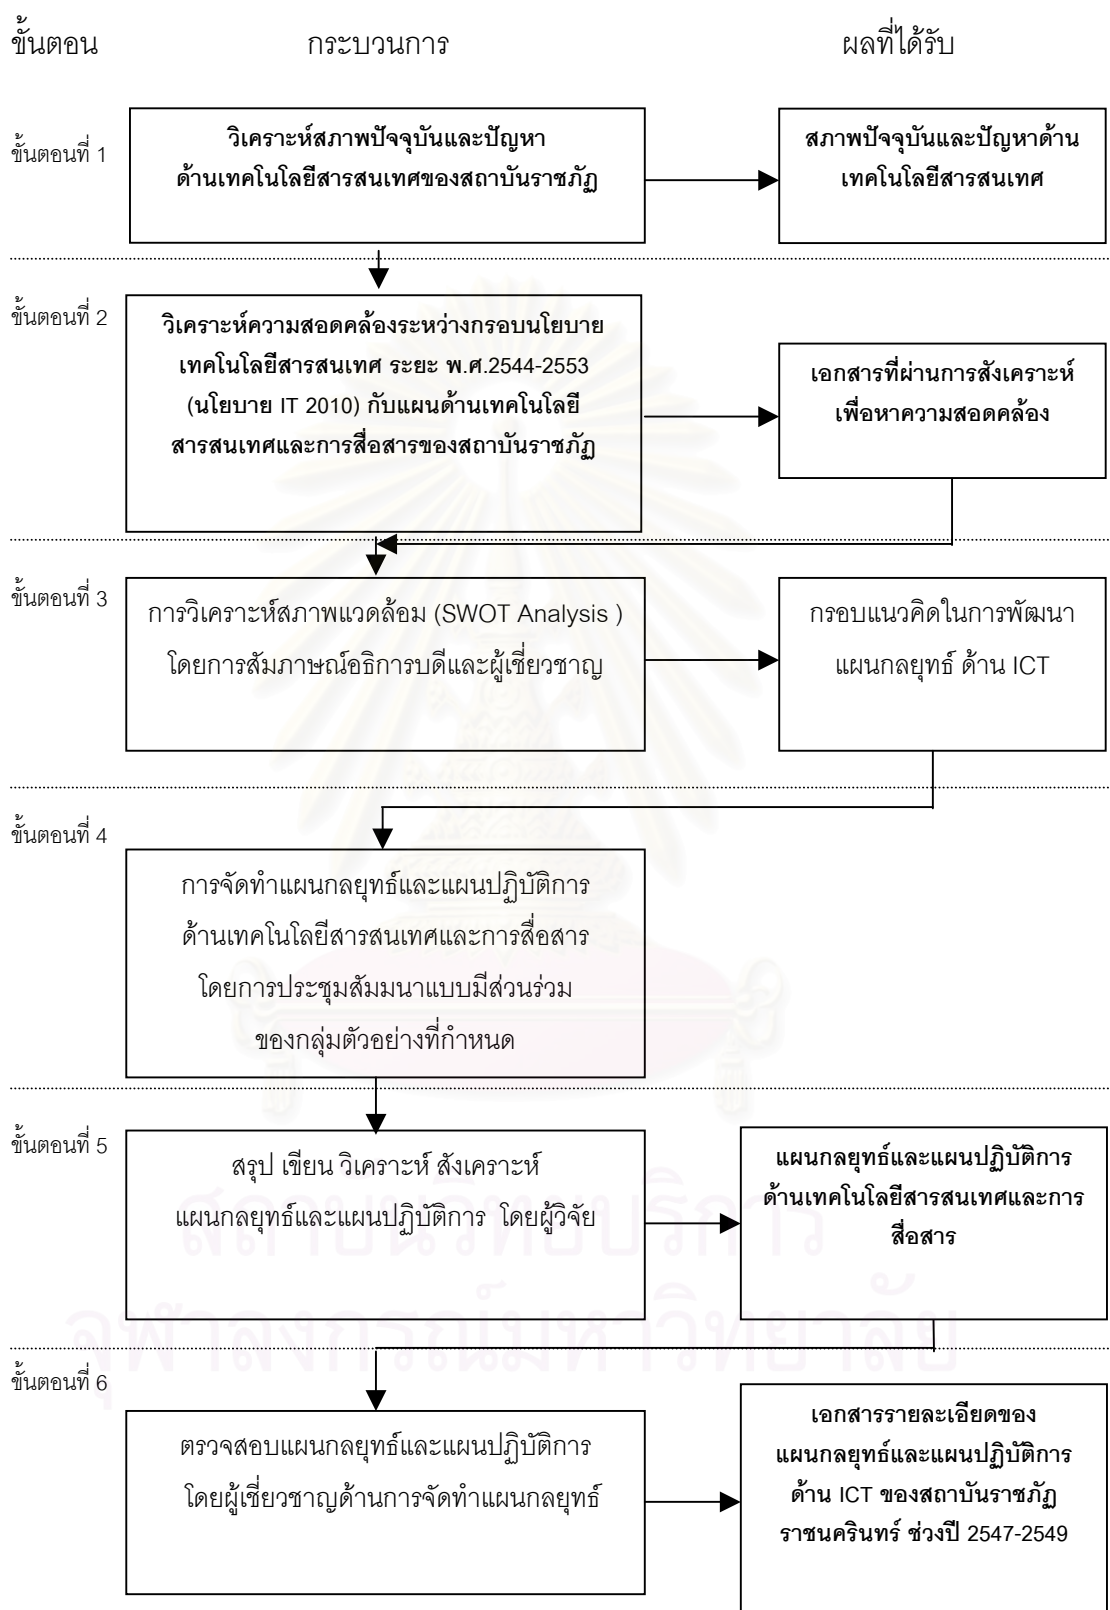 ขั้นตอน กระบวนการ ผลที่ได้รับ
ขั้นตอนที่ 1
วิเคราะห์สภาพปัจจุบันและปัญหา
ด้านเทคโนโลยีสารสนเทศของสถาบันราชภัฏ
สภาพปัจจุบันและปัญหาด้าน
เทคโนโลยีสารสนเทศ
ขั้นตอนที่ 2
วิเคราะห์ความสอดคล้องระหว่างกรอบนโยบาย
เทคโนโลยีสารสนเทศ ระยะ พ.ศ.2544-2553
(นโยบาย IT 2010) กับแผนด้านเทคโนโลยี
สารสนเทศและการสื่อสารของสถาบันราชภัฏ
เอกสารที่ผ่านการสังเคราะห์
เพื่อหาความสอดคล้อง
ขั้นตอนที่ 3
การวิเคราะห์สภาพแวดล้อม (SWOT Analysis )
โดยการสัมภาษณ์อธิการบดีและผู้เชี่ยวชาญ
กรอบแนวคิดในการพัฒนา
แผนกลยุทธ์ ด้าน ICT
ขั้นตอนที่ 4
การจัดทำแผนกลยุทธ์และแผนปฏิบัติการ
ด้านเทคโนโลยีสารสนเทศและการสื่อสาร
โดยการประชุมสัมมนาแบบมีส่วนร่วม
ของกลุ่มตัวอย่างที่กำหนด
ขั้นตอนที่ 5
สรุป เขียน วิเคราะห์ สังเคราะห์
แผนกลยุทธ์และแผนปฏิบัติการ โดยผู้วิจัย
แผนกลยุทธ์และแผนปฏิบัติการ
ด้านเทคโนโลยีสารสนเทศและการ
สื่อสาร
สถาบันวิทยบริการ
จุฬาลงกรณ์มหาวิทยาลัย
ขั้นตอนที่ 6
ตรวจสอบแผนกลยุทธ์และแผนปฏิบัติการ
โดยผู้เชี่ยวชาญด้านการจัดทำแผนกลยุทธ์
เอกสารรายละเอียดของ
แผนกลยุทธ์และแผนปฏิบัติการ
ด้าน ICT ของสถาบันราชภัฏ
ราชนครินทร์ ช่วงปี 2547-2549